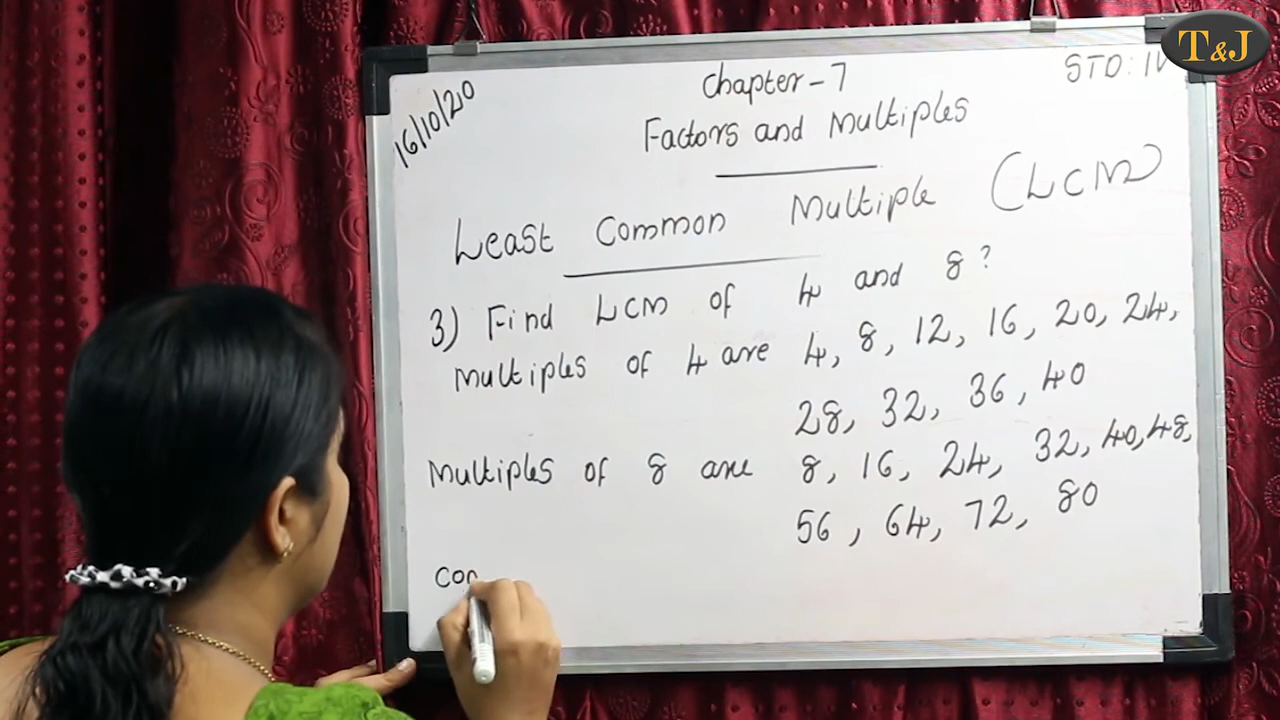 T&J
16/10/20
Chapter - 7
STD: IV
Factors and Multiples
Least Common Multiple (LCM)
3) Find LCM of 4 and 8?
Multiples of 4 are 4, 8, 12, 16, 20, 24,
28, 32, 36, 40
Multiples of 8 are 8, 16, 24, 32, 40, 48,
56, 64, 72, 80